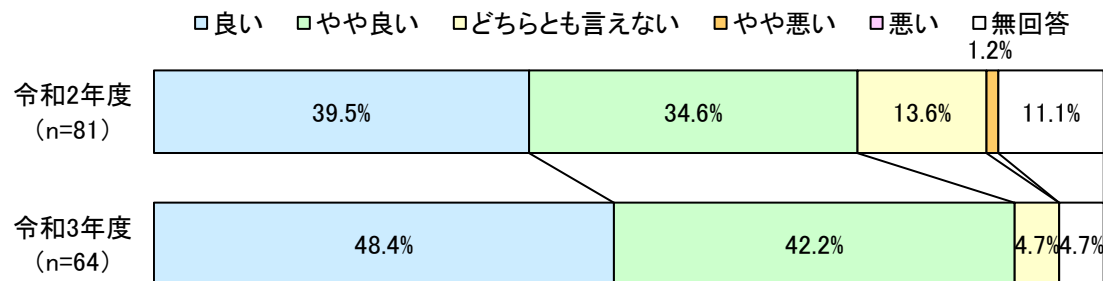 良い やや良い どちらとも言えない やや悪い 悪い 無回答
1.2%
令和2年度
(n=81)
39.5% 34.6% 13.6% 11.1%
令和3年度
(n=64)
48.4% 42.2% 4.7% 4.7%